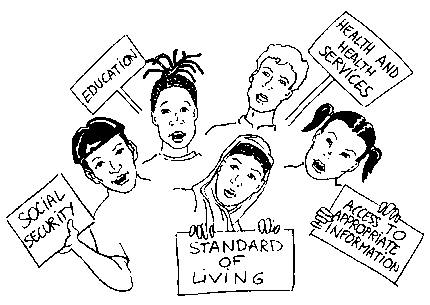 EDUCATION
HEALTH AND
HEALTH
SERVICES
SOCIAL
SECURITY
STANDARD
OF
LiViNG
ACCESS TO
APPROPRIATE
INFORMATION